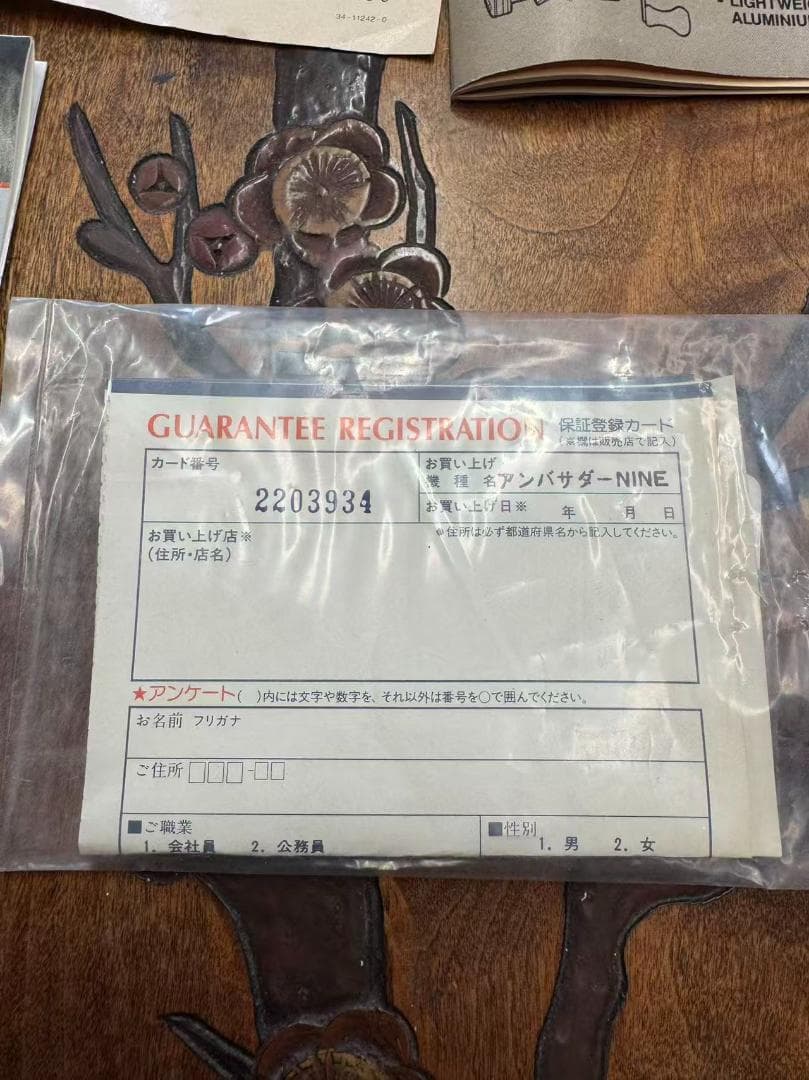 34-11242-0
LIGHTWEI
ALUMINIU
GUARANTEE REGISTRATION 保証登録カード
(※欄は販売店で記入)
カード番号
2203934
お買い上げ
機種名 アンバサダーNINE
お買い上げ日※ 年 月 日
お買い上げ店※
(住所・店名)
※住所は必ず都道府県名から記入してください。
★アンケート( )内には文字や数字を、それ以外は番号を○で囲んでください。
お名前 フリガナ
ご住所 □□□-□□
■ご職業
1. 会社員 2. 公務員
■性別
1. 男 2. 女